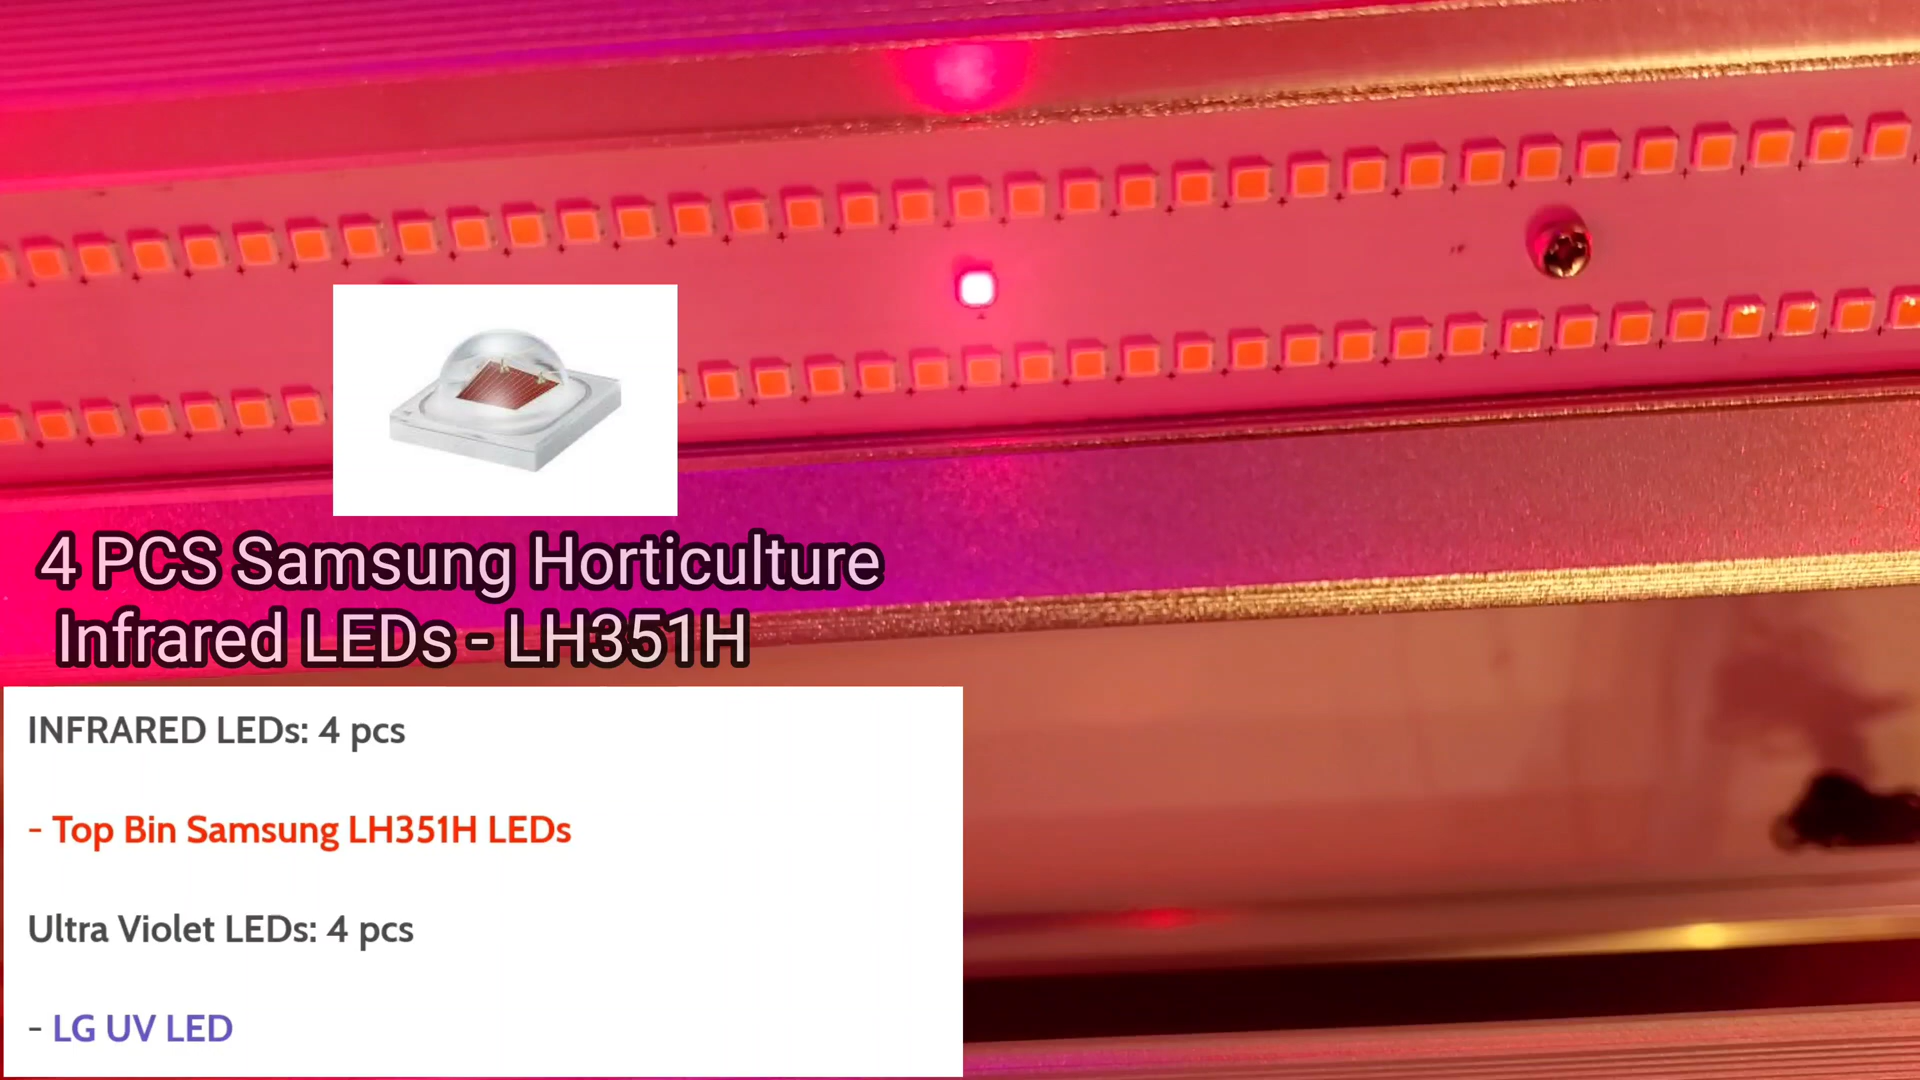 4 PCS Samsung Horticulture
Infrared LEDs - LH351H
INFRARED LEDs: 4 pcs
- Top Bin Samsung LH351H LEDs
Ultra Violet LEDs: 4 pcs
- LG UV LED